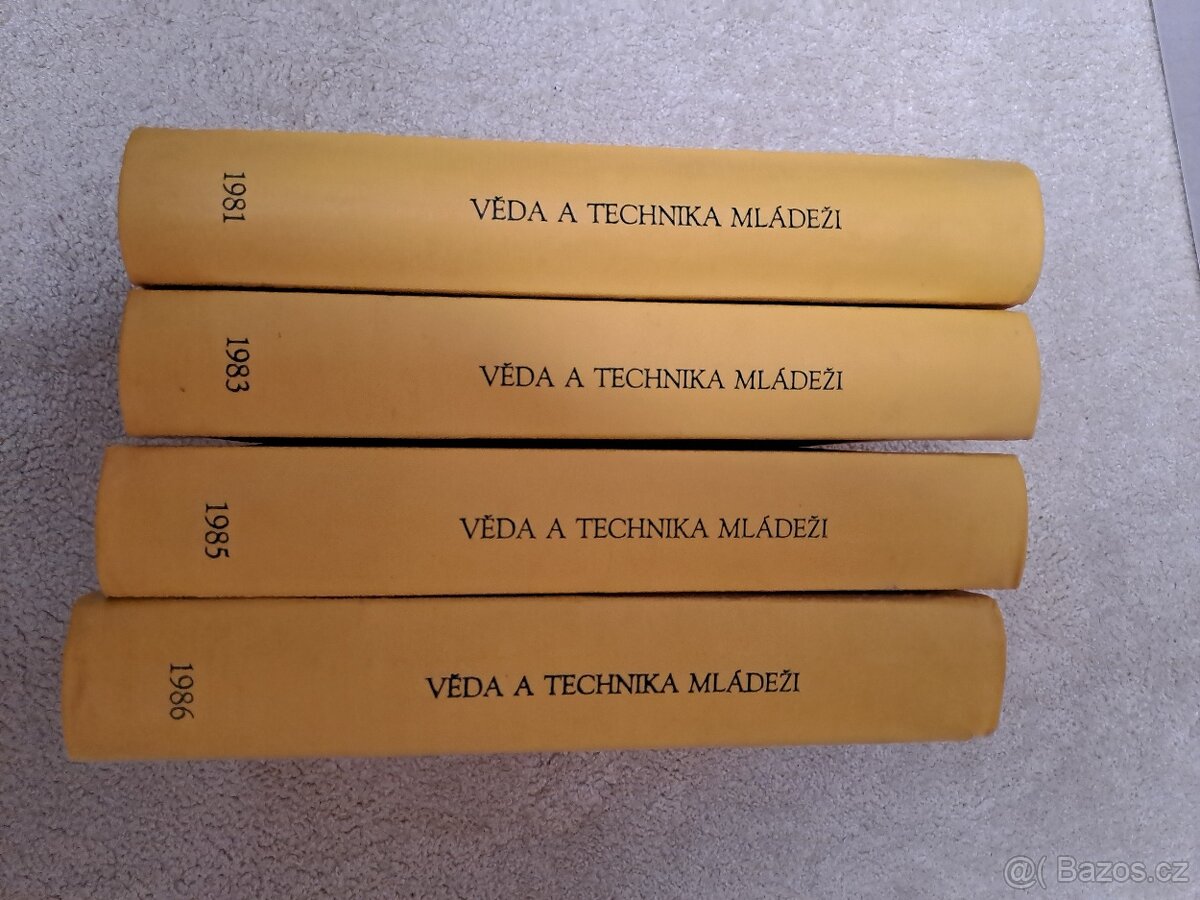 1981
VĚDA A TECHNIKA MLÁDEŽI
1983
VĚDA A TECHNIKA MLÁDEŽI
1985
VĚDA A TECHNIKA MLÁDEŽI
1986
VĚDA A TECHNIKA MLÁDEŽI
@( Bazos.cz